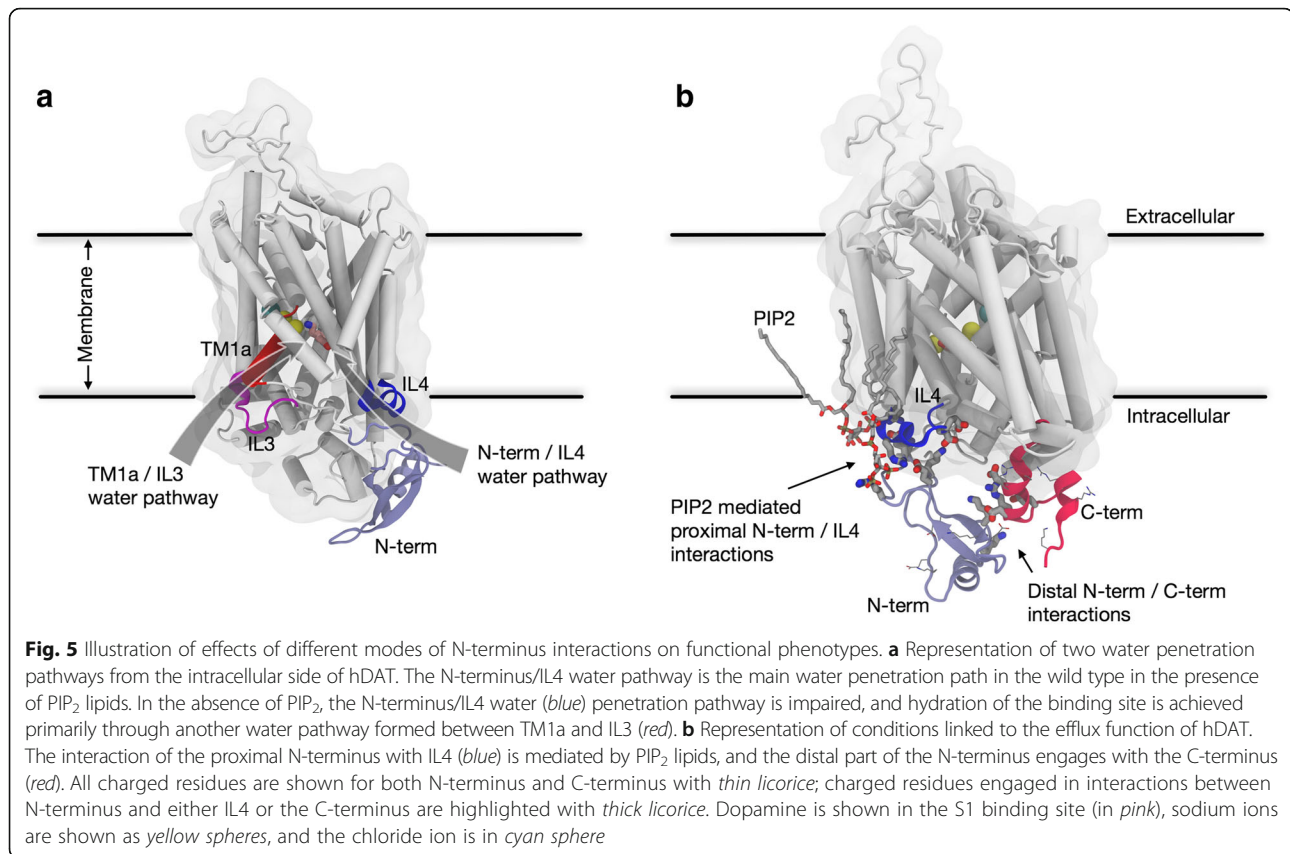 a
Membrane
TM1a
IL4
IL3
TM1a / IL3
water pathway
N-term / IL4
water pathway
N-term
b
Extracellular
PIP2
IL4
Intracellular
PIP2 mediated
proximal N-term / IL4
interactions
C-term
N-term
Distal N-term / C-term
interactions
Fig. 5 Illustration of effects of different modes of N-terminus interactions on functional phenotypes. a Representation of two water penetration
pathways from the intracellular side of hDAT. The N-terminus/IL4 water pathway is the main water penetration path in the wild type in the presence
of PIP₂ lipids. In the absence of PIP₂, the N-terminus/IL4 water (blue) penetration pathway is impaired, and hydration of the binding site is achieved
primarily through another water pathway formed between TM1a and IL3 (red). b Representation of conditions linked to the efflux function of hDAT.
The interaction of the proximal N-terminus with IL4 (blue) is mediated by PIP₂ lipids, and the distal part of the N-terminus engages with the C-terminus
(red). All charged residues are shown for both N-terminus and C-terminus with thin licorice; charged residues engaged in interactions between
N-terminus and either IL4 or the C-terminus are highlighted with thick licorice. Dopamine is shown in the S1 binding site (in pink), sodium ions
are shown as yellow spheres, and the chloride ion is in cyan sphere